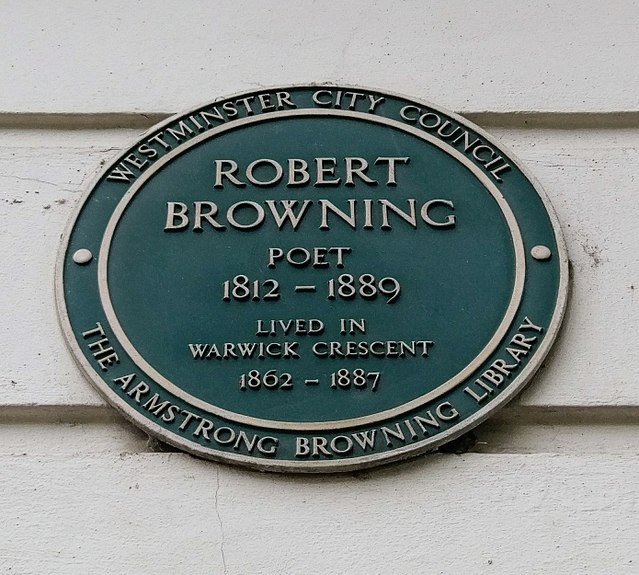 WESTMINSTER CITY COUNCIL
ROBERT
BROWNING
POET
1812 – 1889
LIVED IN
WARWICK CRESCENT
1862 – 1887
THE ARMSTRONG BROWNING LIBRARY